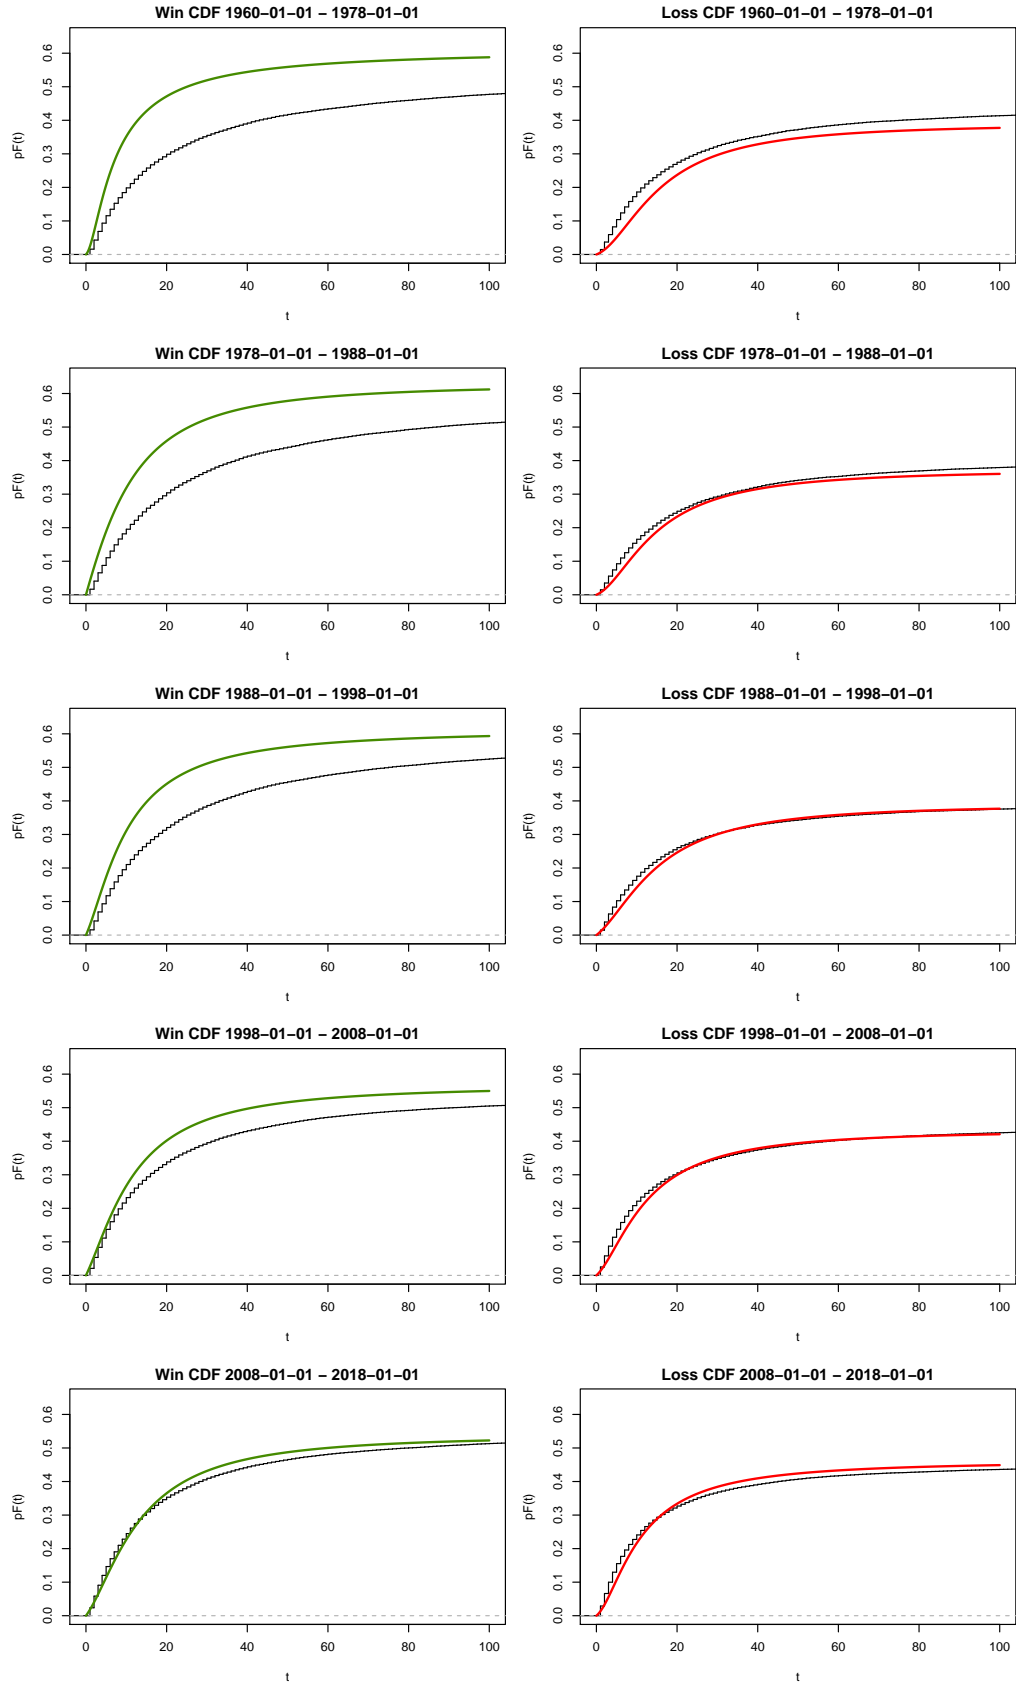 Win CDF 1960−01−01 − 1978−01−01
pF(t)
0.0 0.1 0.2 0.3 0.4 0.5 0.6
0 20 40 60 80 100
t
Loss CDF 1960−01−01 − 1978−01−01
pF(t)
0.0 0.1 0.2 0.3 0.4 0.5 0.6
0 20 40 60 80 100
t
Win CDF 1978−01−01 − 1988−01−01
pF(t)
0.0 0.1 0.2 0.3 0.4 0.5 0.6
0 20 40 60 80 100
t
Loss CDF 1978−01−01 − 1988−01−01
pF(t)
0.0 0.1 0.2 0.3 0.4 0.5 0.6
0 20 40 60 80 100
t
Win CDF 1988−01−01 − 1998−01−01
pF(t)
0.0 0.1 0.2 0.3 0.4 0.5 0.6
0 20 40 60 80 100
t
Loss CDF 1988−01−01 − 1998−01−01
pF(t)
0.0 0.1 0.2 0.3 0.4 0.5 0.6
0 20 40 60 80 100
t
Win CDF 1998−01−01 − 2008−01−01
pF(t)
0.0 0.1 0.2 0.3 0.4 0.5 0.6
0 20 40 60 80 100
t
Loss CDF 1998−01−01 − 2008−01−01
pF(t)
0.0 0.1 0.2 0.3 0.4 0.5 0.6
0 20 40 60 80 100
t
Win CDF 2008−01−01 − 2018−01−01
pF(t)
0.0 0.1 0.2 0.3 0.4 0.5 0.6
0 20 40 60 80 100
t
Loss CDF 2008−01−01 − 2018−01−01
pF(t)
0.0 0.1 0.2 0.3 0.4 0.5 0.6
0 20 40 60 80 100
t